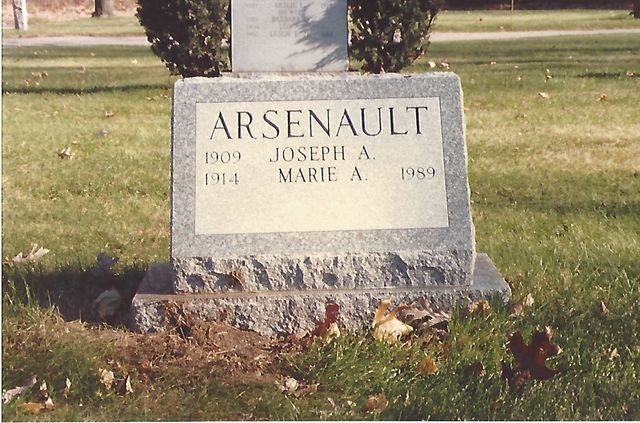 ARSENAULT
1909 JOSEPH A.
1914 MARIE A. 1989